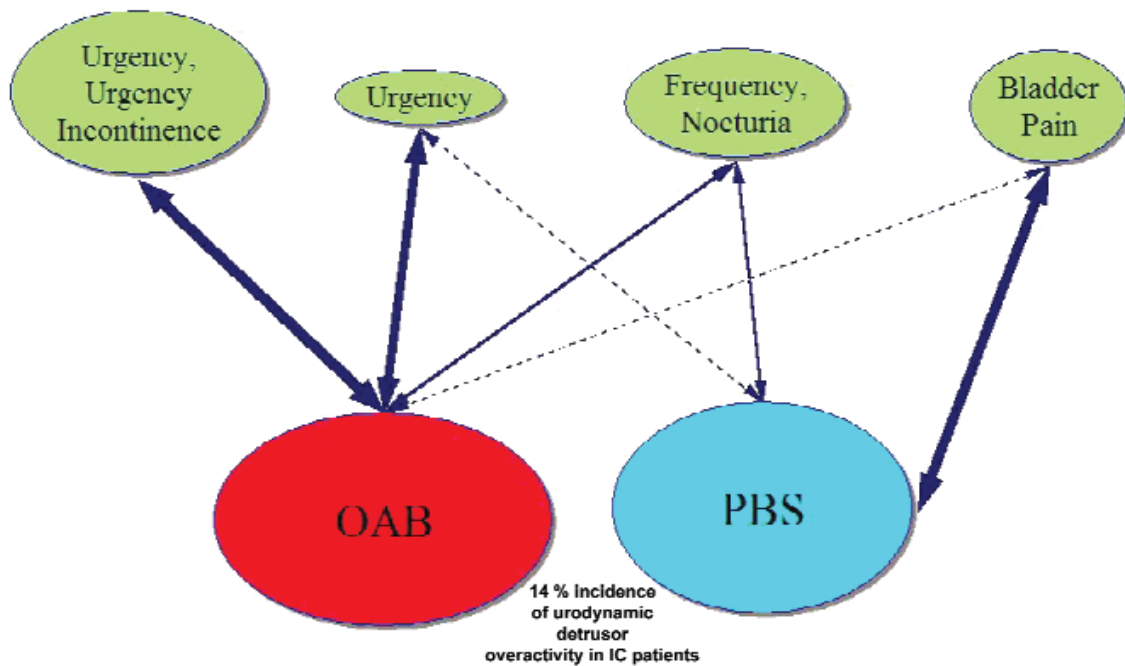 Urgency,
Urgency
Incontinence
Urgency
Frequency,
Nocturia
Bladder
Pain
OAB
PBS
14 % incidence
of urodynamic
detrusor
overactivity in IC patients